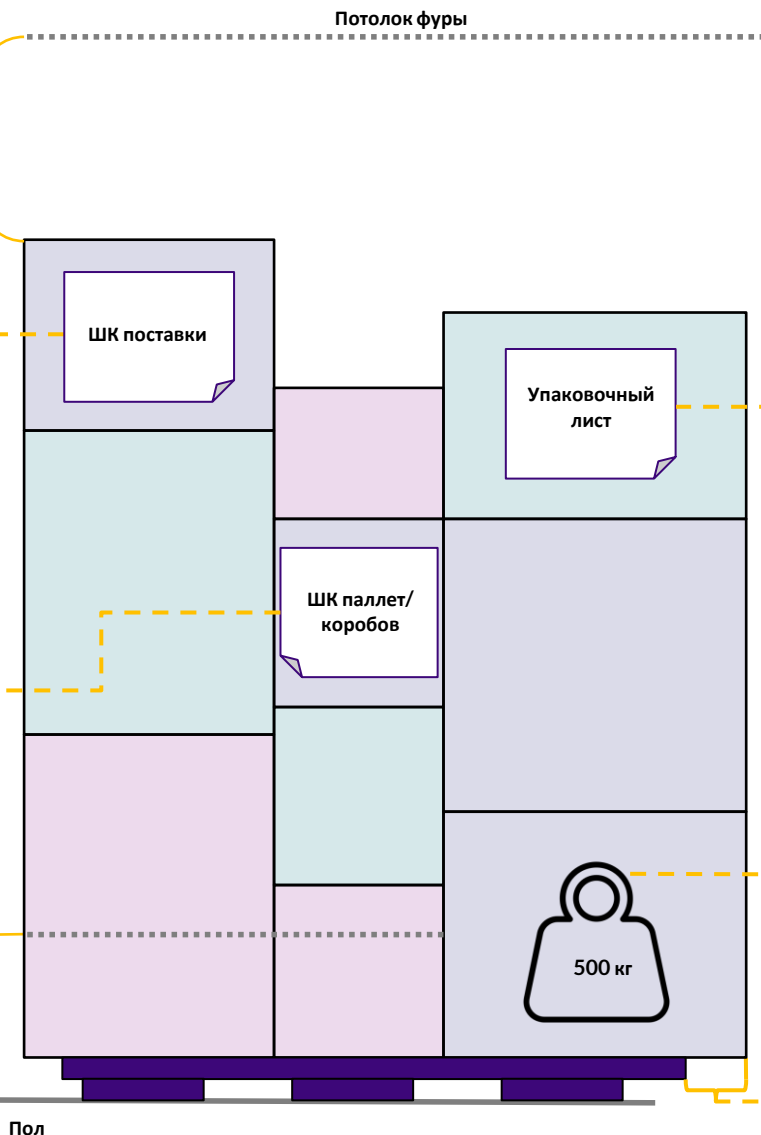 Потолок фуры
ШК поставки
Упаковочный
лист
ШК паллет/
коробов
500 кг
Пол